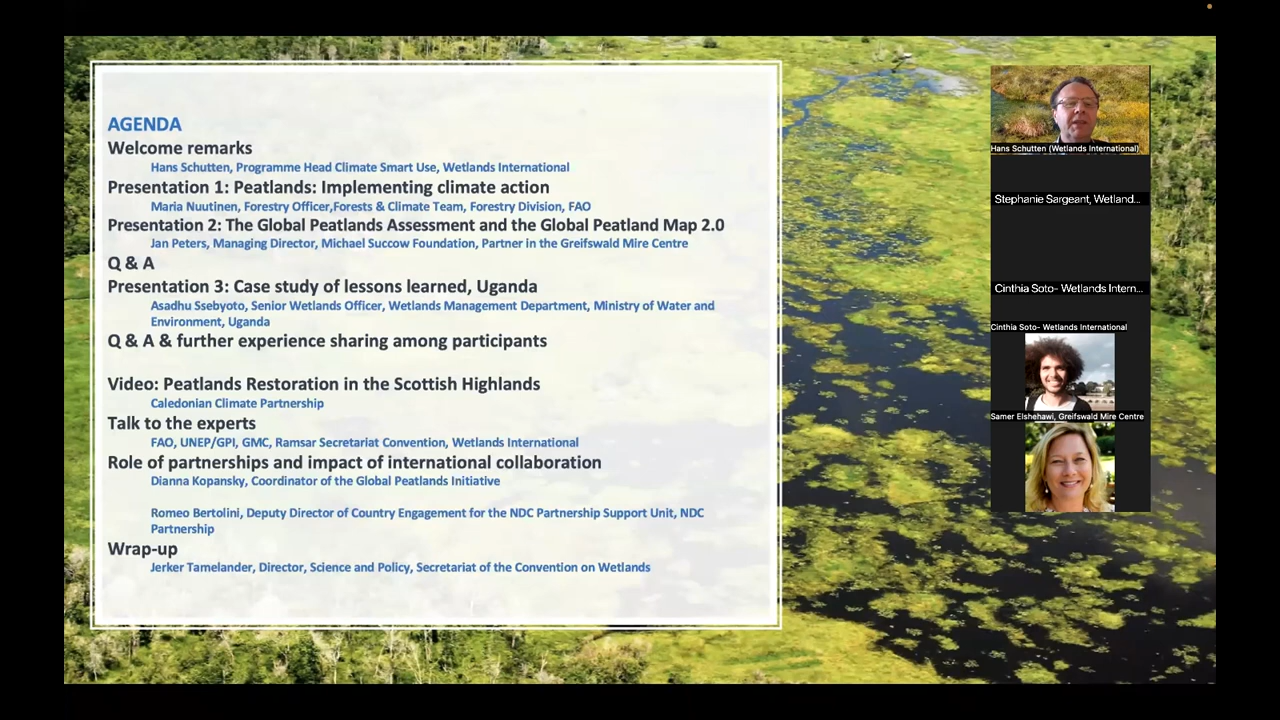 AGENDA
Welcome remarks
Hans Schutten, Programme Head Climate Smart Use, Wetlands International
Presentation 1: Peatlands: Implementing climate action
Maria Nuutinen, Forestry Officer,Forests & Climate Team, Forestry Division, FAO
Presentation 2: The Global Peatlands Assessment and the Global Peatland Map 2.0
Jan Peters, Managing Director, Michael Succow Foundation, Partner in the Greifswald Mire Centre
Q & A
Presentation 3: Case study of lessons learned, Uganda
Asadhu Ssebyoto, Senior Wetlands Officer, Wetlands Management Department, Ministry of Water and
Environment, Uganda
Q & A & further experience sharing among participants
Video: Peatlands Restoration in the Scottish Highlands
Caledonian Climate Partnership
Talk to the experts
FAO, UNEP/GPI, GMC, Ramsar Secretariat Convention, Wetlands International
Role of partnerships and impact of international collaboration
Dianna Kopansky, Coordinator of the Global Peatlands Initiative
Romeo Bertolini, Deputy Director of Country Engagement for the NDC Partnership Support Unit, NDC
Partnership
Wrap-up
Jerker Tamelander, Director, Science and Policy, Secretariat of the Convention on Wetlands
Hans Schutten (Wetlands International)
Stephanie Sargeant, Wetland...
Cinthia Soto- Wetlands Intern...
Cinthia Soto- Wetlands International
Samer Elshehawi, Greifswald Mire Centre